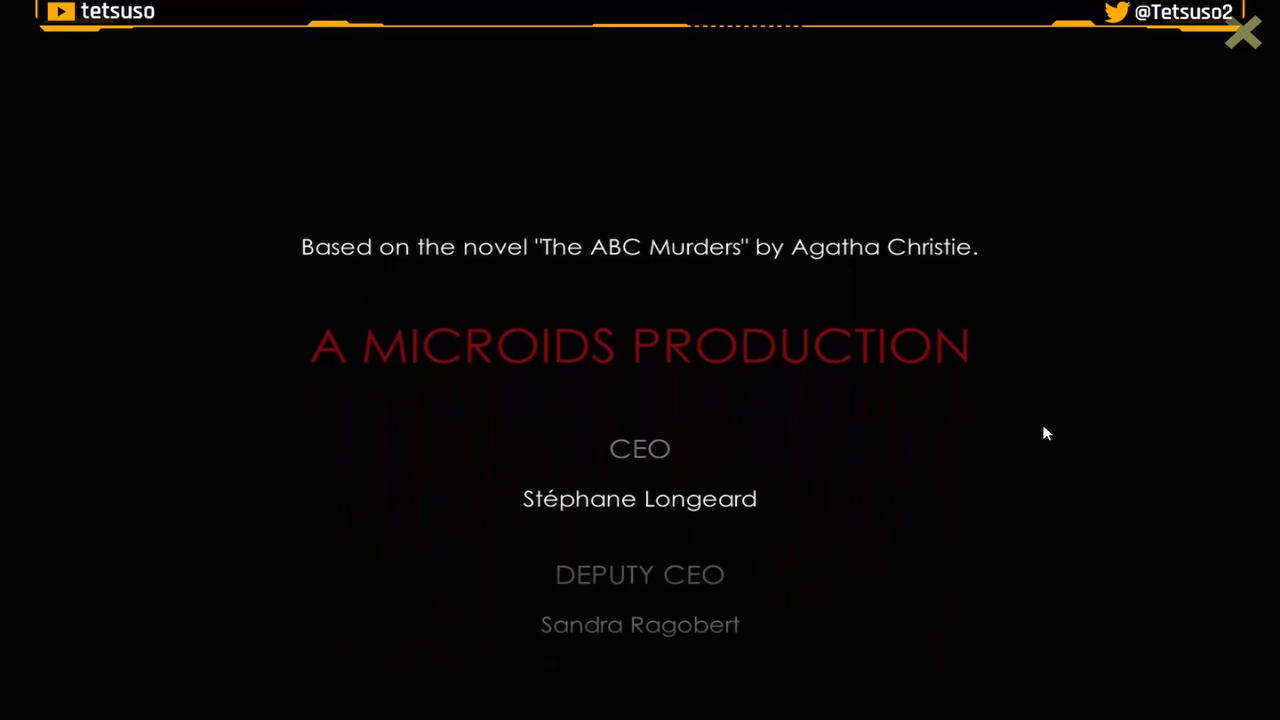 tetsuso
@Tetsuso2
Based on the novel "The ABC Murders" by Agatha Christie.
A MICROIDS PRODUCTION
CEO
Stéphane Longeard
DEPUTY CEO
Sandra Ragobert